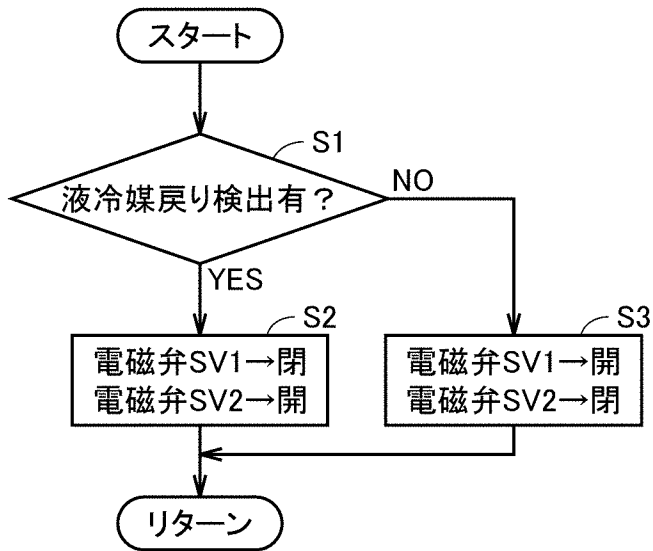 スタート
S1
液冷媒戻り検出有？
NO
YES
S2
電磁弁SV1→閉
電磁弁SV2→開
S3
電磁弁SV1→開
電磁弁SV2→閉
リターン